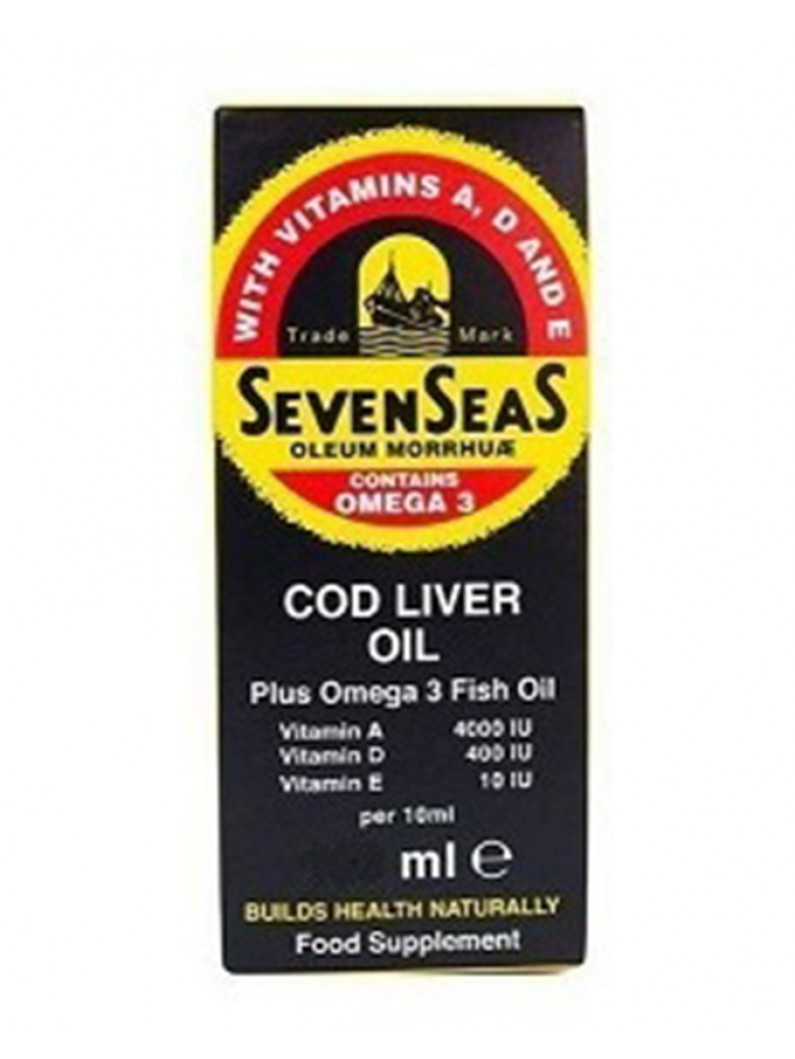 WITH VITAMINS A, D AND E
Trade Mark
SEVENSEAS
OLEUM MORRHUÆ
CONTAINS
OMEGA 3
COD LIVER
OIL
Plus Omega 3 Fish Oil
Vitamin A 4000 IU
Vitamin D 400 IU
Vitamin E 10 IU
per 10ml
ml ℮
BUILDS HEALTH NATURALLY
Food Supplement